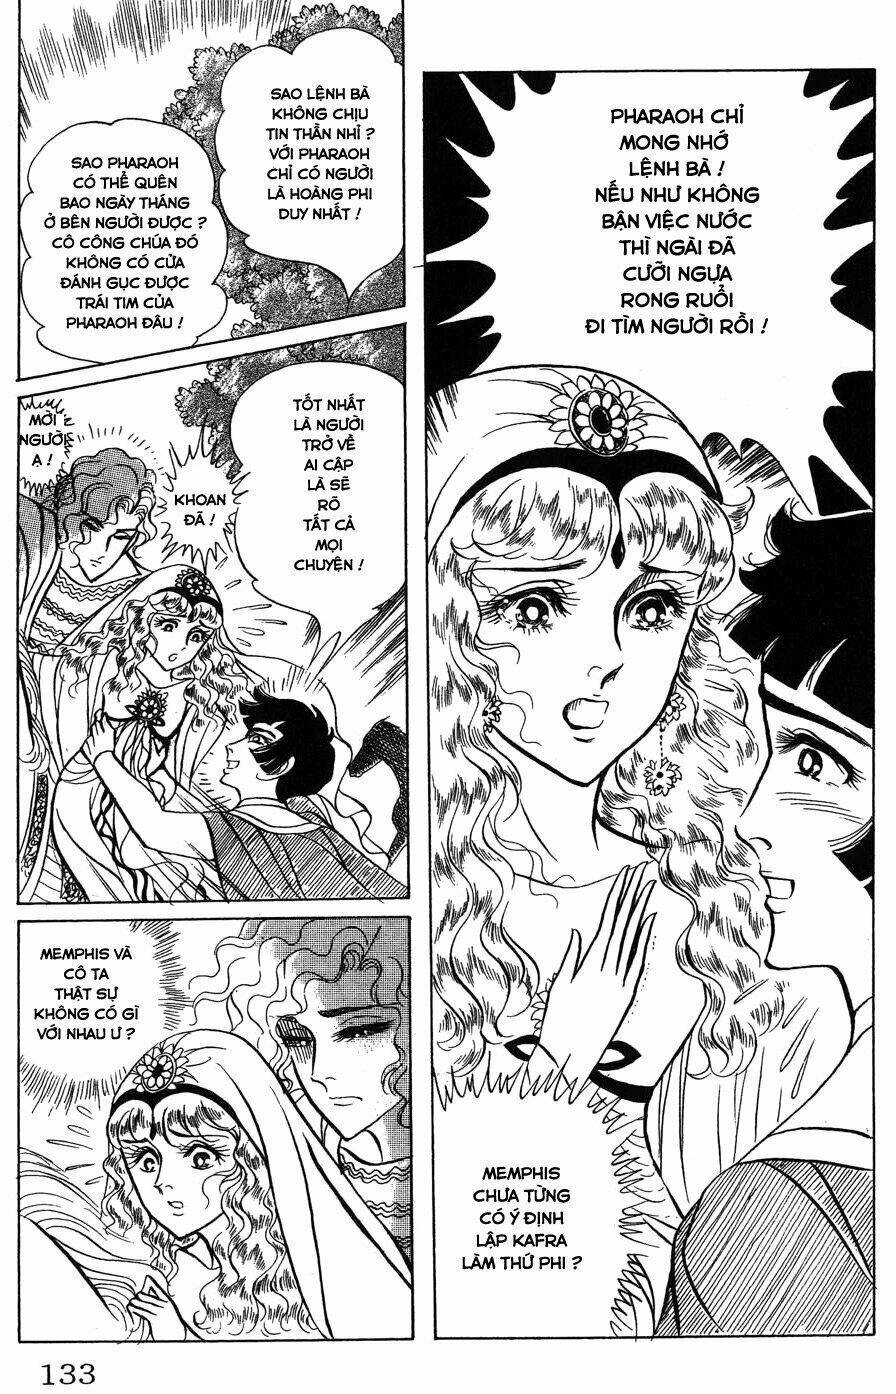 PHARAOH CHỈ
MONG NHỚ
LỆNH BÀ !
NẾU NHƯ KHÔNG
BẬN VIỆC NƯỚC
THÌ NGÀI ĐÃ
CƯỠI NGỰA
RONG RUỔI
ĐI TÌM NGƯỜI RỒI !
MEMPHIS
CHƯA TỪNG
CÓ Ý ĐỊNH
LẬP KAFRA
LÀM THỨ PHI ?
SAO LỆNH BÀ
KHÔNG CHỊU
TIN THẦN NHỈ ?
VỚI PHARAOH
CHỈ CÓ NGƯỜI
LÀ HOÀNG PHI
DUY NHẤT !
SAO PHARAOH
CÓ THỂ QUÊN
BAO NGÀY THÁNG
Ở BÊN NGƯỜI ĐƯỢC ?
CÔ CÔNG CHÚA ĐÓ
KHÔNG CÓ CỬA
ĐÁNH GỤC ĐƯỢC
TRÁI TIM CỦA
PHARAOH ĐÂU !
TỐT NHẤT
LÀ NGƯỜI
TRỞ VỀ
AI CẬP
LÀ SẼ
RÕ
TẤT CẢ
MỌI
CHUYỆN !
KHOAN
ĐÃ !
MỜI
NGƯỜI
Ạ !
MEMPHIS VÀ
CÔ TA
THẬT SỰ
KHÔNG CÓ GÌ
VỚI NHAU Ư ?
133